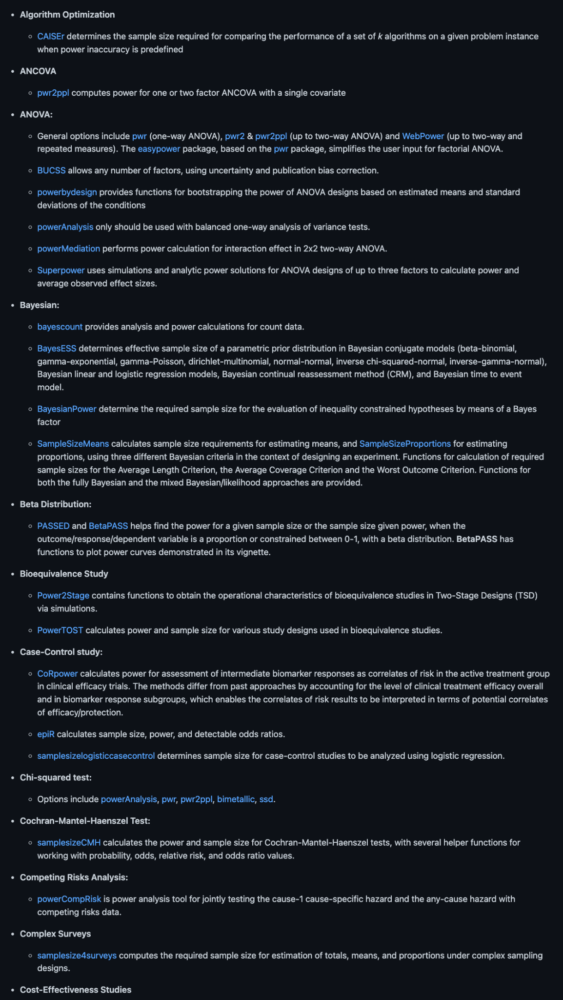 Algorithm Optimization
CAISEr determines the sample size required for comparing the performance of a set of k algorithms on a given problem instance
when power inaccuracy is predefined
ANCOVA
pwr2ppl computes power for one or two factor ANCOVA with a single covariate
ANOVA:
General options include pwr (one-way ANOVA), pwr2 & pwr2ppl (up to two-way ANOVA) and WebPower (up to two-way and
repeated measures). The easypower package, based on the pwr package, simplifies the user input for factorial ANOVA.
BUCSS allows any number of factors, using uncertainty and publication bias correction.
powerbydesign provides functions for bootstrapping the power of ANOVA designs based on estimated means and standard
deviations of the conditions
powerAnalysis only should be used with balanced one-way analysis of variance tests.
powerMediation performs power calculation for interaction effect in 2x2 two-way ANOVA.
Superpower uses simulations and analytic power solutions for ANOVA designs of up to three factors to calculate power and
average observed effect sizes.
Bayesian:
bayescount provides analysis and power calculations for count data.
BayesESS determines effective sample size of a parametric prior distribution in Bayesian conjugate models (beta-binomial,
gamma-exponential, gamma-Poisson, dirichlet-multinomial, normal-normal, inverse chi-squared-normal, inverse-gamma-normal),
Bayesian linear and logistic regression models, Bayesian continual reassessment method (CRM), and Bayesian time to event
model.
BayesianPower determine the required sample size for the evaluation of inequality constrained hypotheses by means of a Bayes
factor
SampleSizeMeans calculates sample size requirements for estimating means, and SampleSizeProportions for estimating
proportions, using three different Bayesian criteria in the context of designing an experiment. Functions for calculation of required
sample sizes for the Average Length Criterion, the Average Coverage Criterion and the Worst Outcome Criterion. Functions for
both the fully Bayesian and the mixed Bayesian/likelihood approaches are provided.
Beta Distribution:
PASSED and BetaPASS helps find the power for a given sample size or the sample size given power, when the
outcome/response/dependent variable is a proportion or constrained between 0-1, with a beta distribution. BetaPASS has
functions to plot power curves demonstrated in its vignette.
Bioequivalence Study
Power2Stage contains functions to obtain the operational characteristics of bioequivalence studies in Two-Stage Designs (TSD)
via simulations.
PowerTOST calculates power and sample size for various study designs used in bioequivalence studies.
Case-Control study:
CoRpower calculates power for assessment of intermediate biomarker responses as correlates of risk in the active treatment group
in clinical efficacy trials. The methods differ from past approaches by accounting for the level of clinical treatment efficacy overall
and in biomarker response subgroups, which enables the correlates of risk results to be interpreted in terms of potential correlates
of efficacy/protection.
epiR calculates sample size, power, and detectable odds ratios.
samplesizelogisticcasecontrol determines sample size for case-control studies to be analyzed using logistic regression.
Chi-squared test:
Options include powerAnalysis, pwr, pwr2ppl, bimetallic, ssd.
Cochran-Mantel-Haenszel Test:
samplesizeCMH calculates the power and sample size for Cochran-Mantel-Haenszel tests, with several helper functions for
working with probability, odds, relative risk, and odds ratio values.
Competing Risks Analysis:
powerCompRisk is power analysis tool for jointly testing the cause-1 cause-specific hazard and the any-cause hazard with
competing risks data.
Complex Surveys
samplesize4surveys computes the required sample size for estimation of totals, means, and proportions under complex sampling
designs.
Cost-Effectiveness Studies